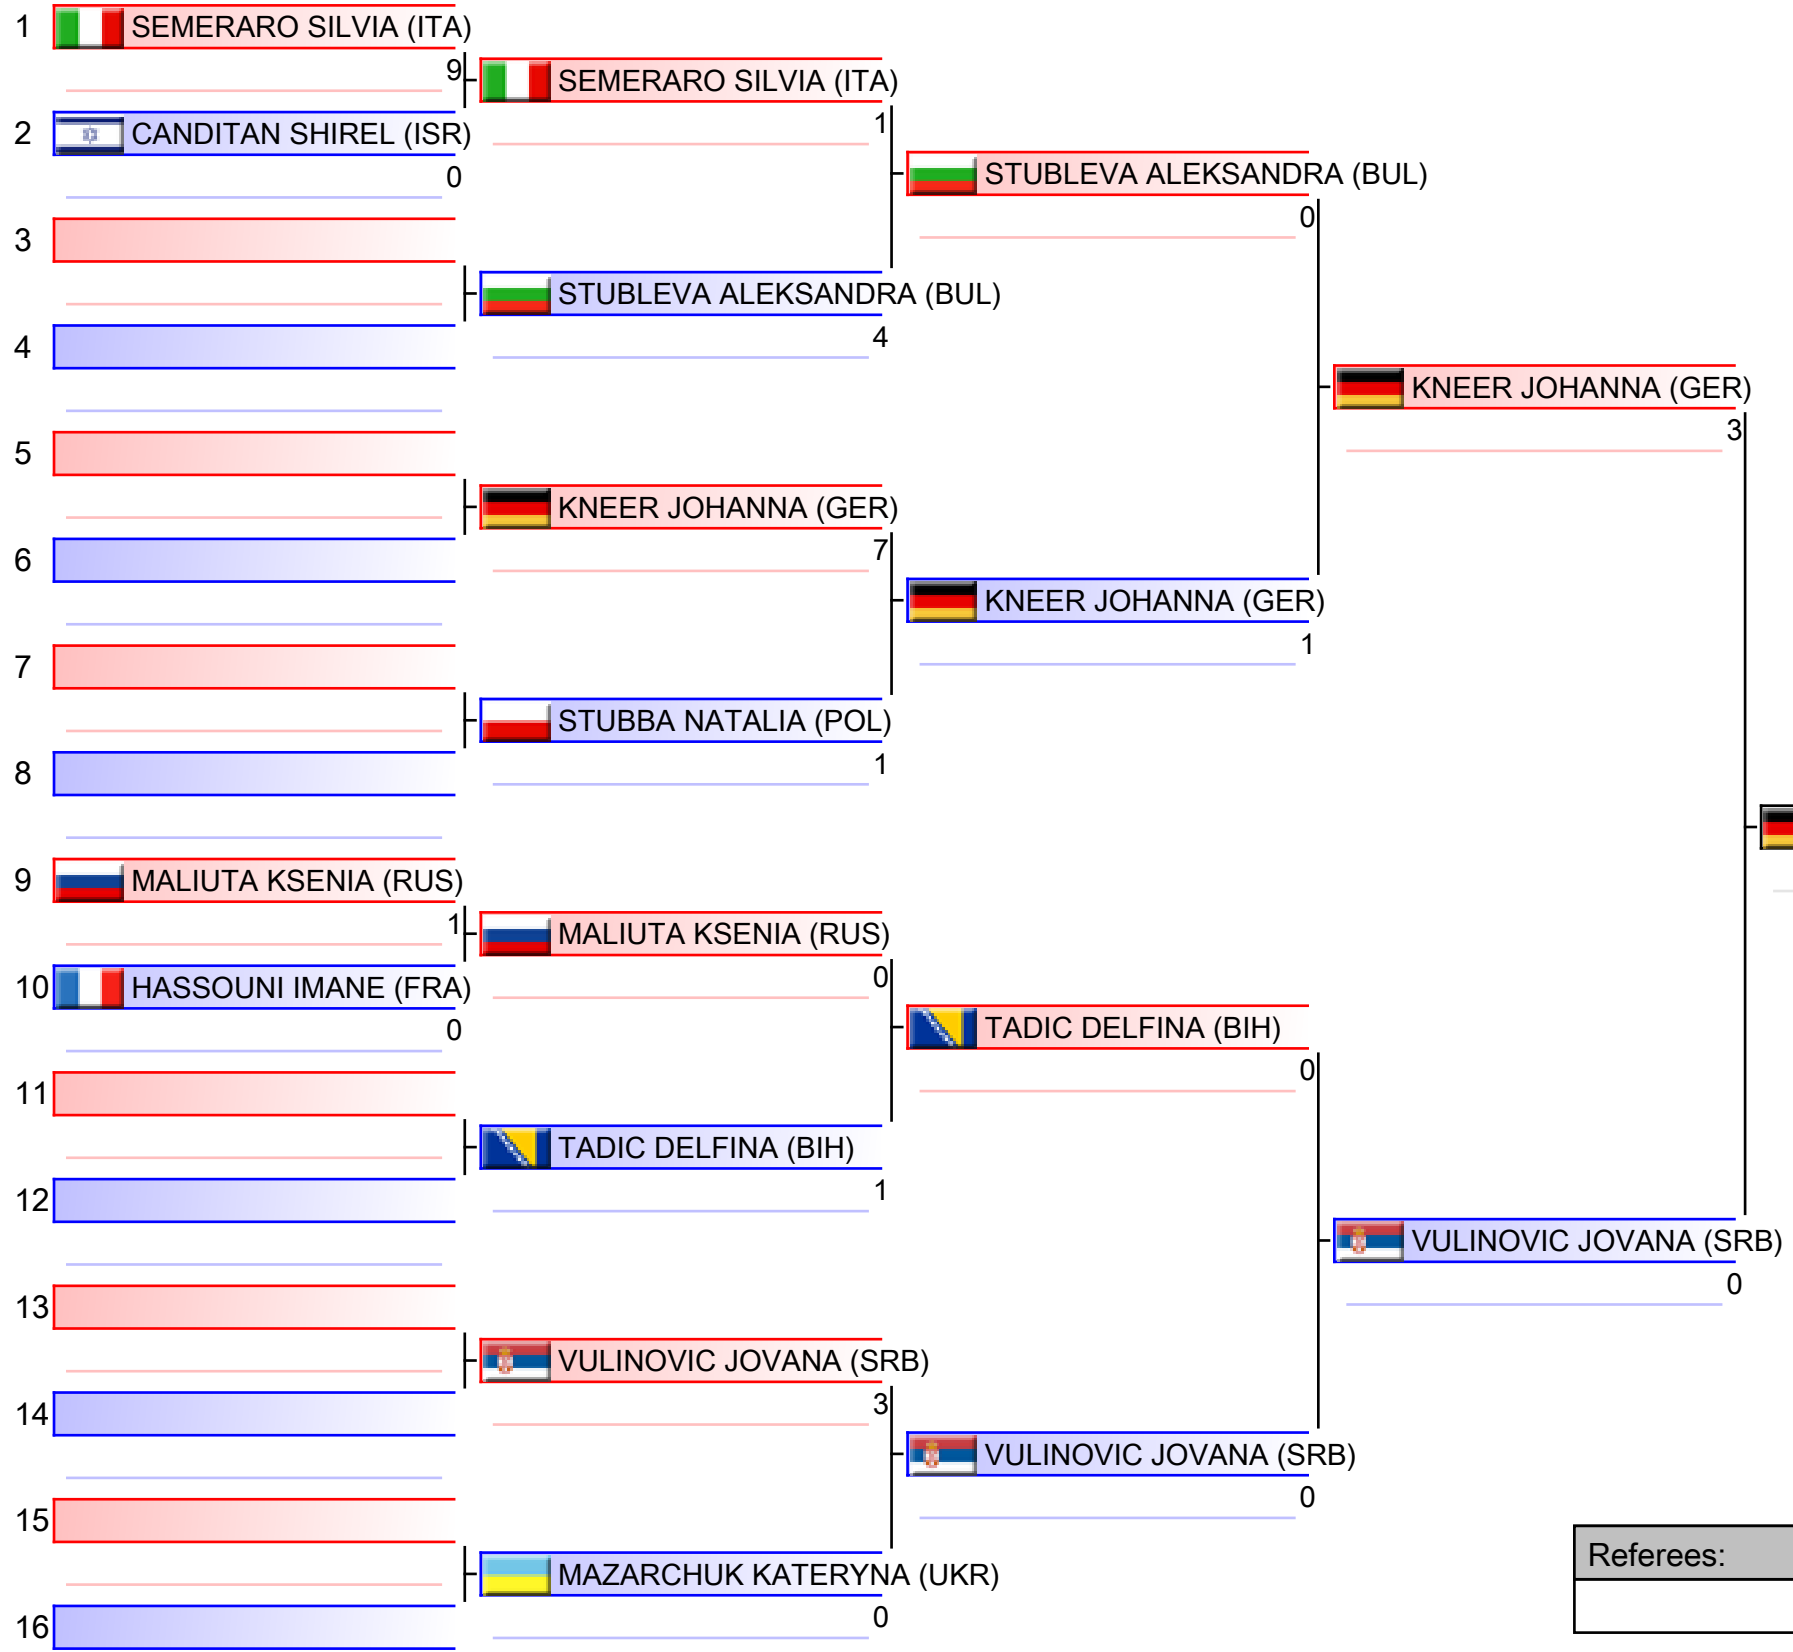 1 SEMERARO SILVIA (ITA)
9
SEMERARO SILVIA (ITA)
1
2 CANDITAN SHIREL (ISR)
0
STUBLEVA ALEKSANDRA (BUL)
0
3
STUBLEVA ALEKSANDRA (BUL)
4
4
KNEER JOHANNA (GER)
3
5
KNEER JOHANNA (GER)
7
6
KNEER JOHANNA (GER)
1
7
STUBBA NATALIA (POL)
1
8
9 MALIUTA KSENIA (RUS)
1
MALIUTA KSENIA (RUS)
0
10 HASSOUNI IMANE (FRA)
0
TADIC DELFINA (BIH)
0
11
TADIC DELFINA (BIH)
1
12
VULINOVIC JOVANA (SRB)
0
13
VULINOVIC JOVANA (SRB)
3
14
VULINOVIC JOVANA (SRB)
0
15
Referees:
MAZARCHUK KATERYNA (UKR)
0
16